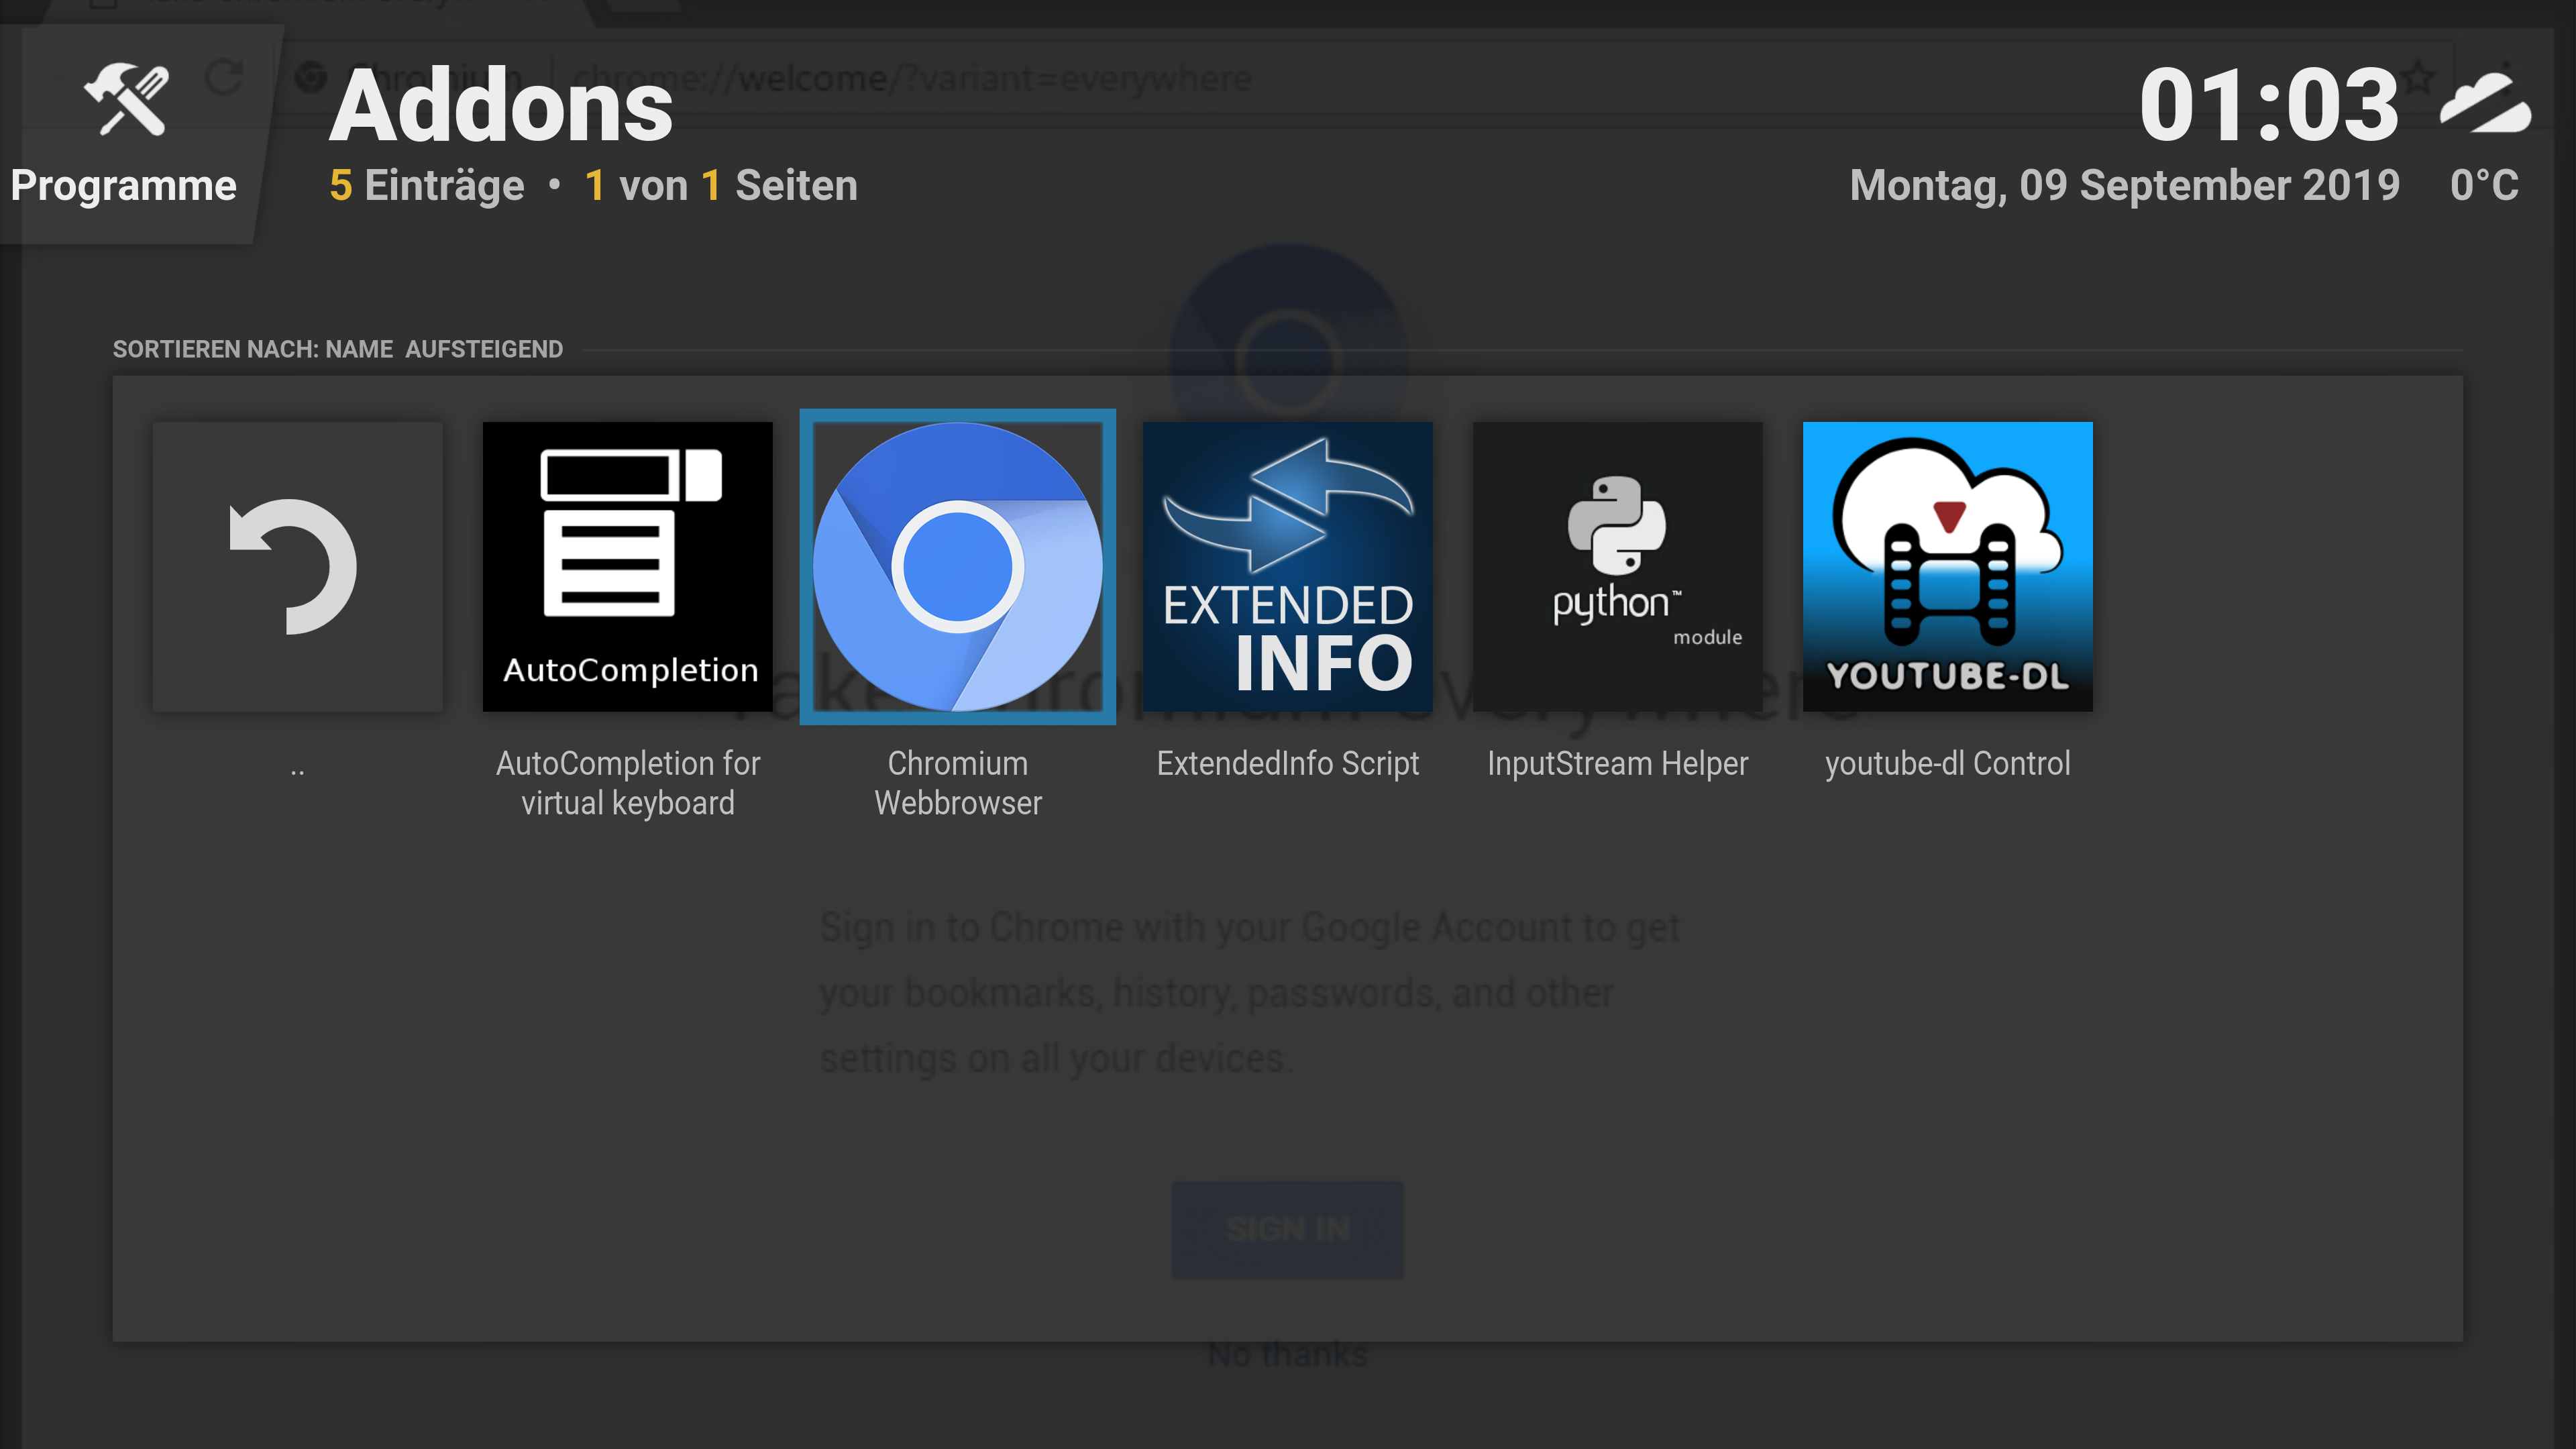 Chromium | chrome://welcome/?variant=everywhere
Addons
01:03
Programme
5 Einträge • 1 von 1 Seiten
Montag, 09 September 2019 0°C
SORTIEREN NACH: NAME AUFSTEIGEND
AutoCompletion
EXTENDED
INFO
python™
module
YOUTUBE-DL
..
AutoCompletion for
virtual keyboard
Chromium
Webbrowser
ExtendedInfo Script
InputStream Helper
youtube-dl Control
Sign in to Chrome with your Google Account to get
your bookmarks, history, passwords, and other
settings on all your devices.
SIGN IN
No thanks